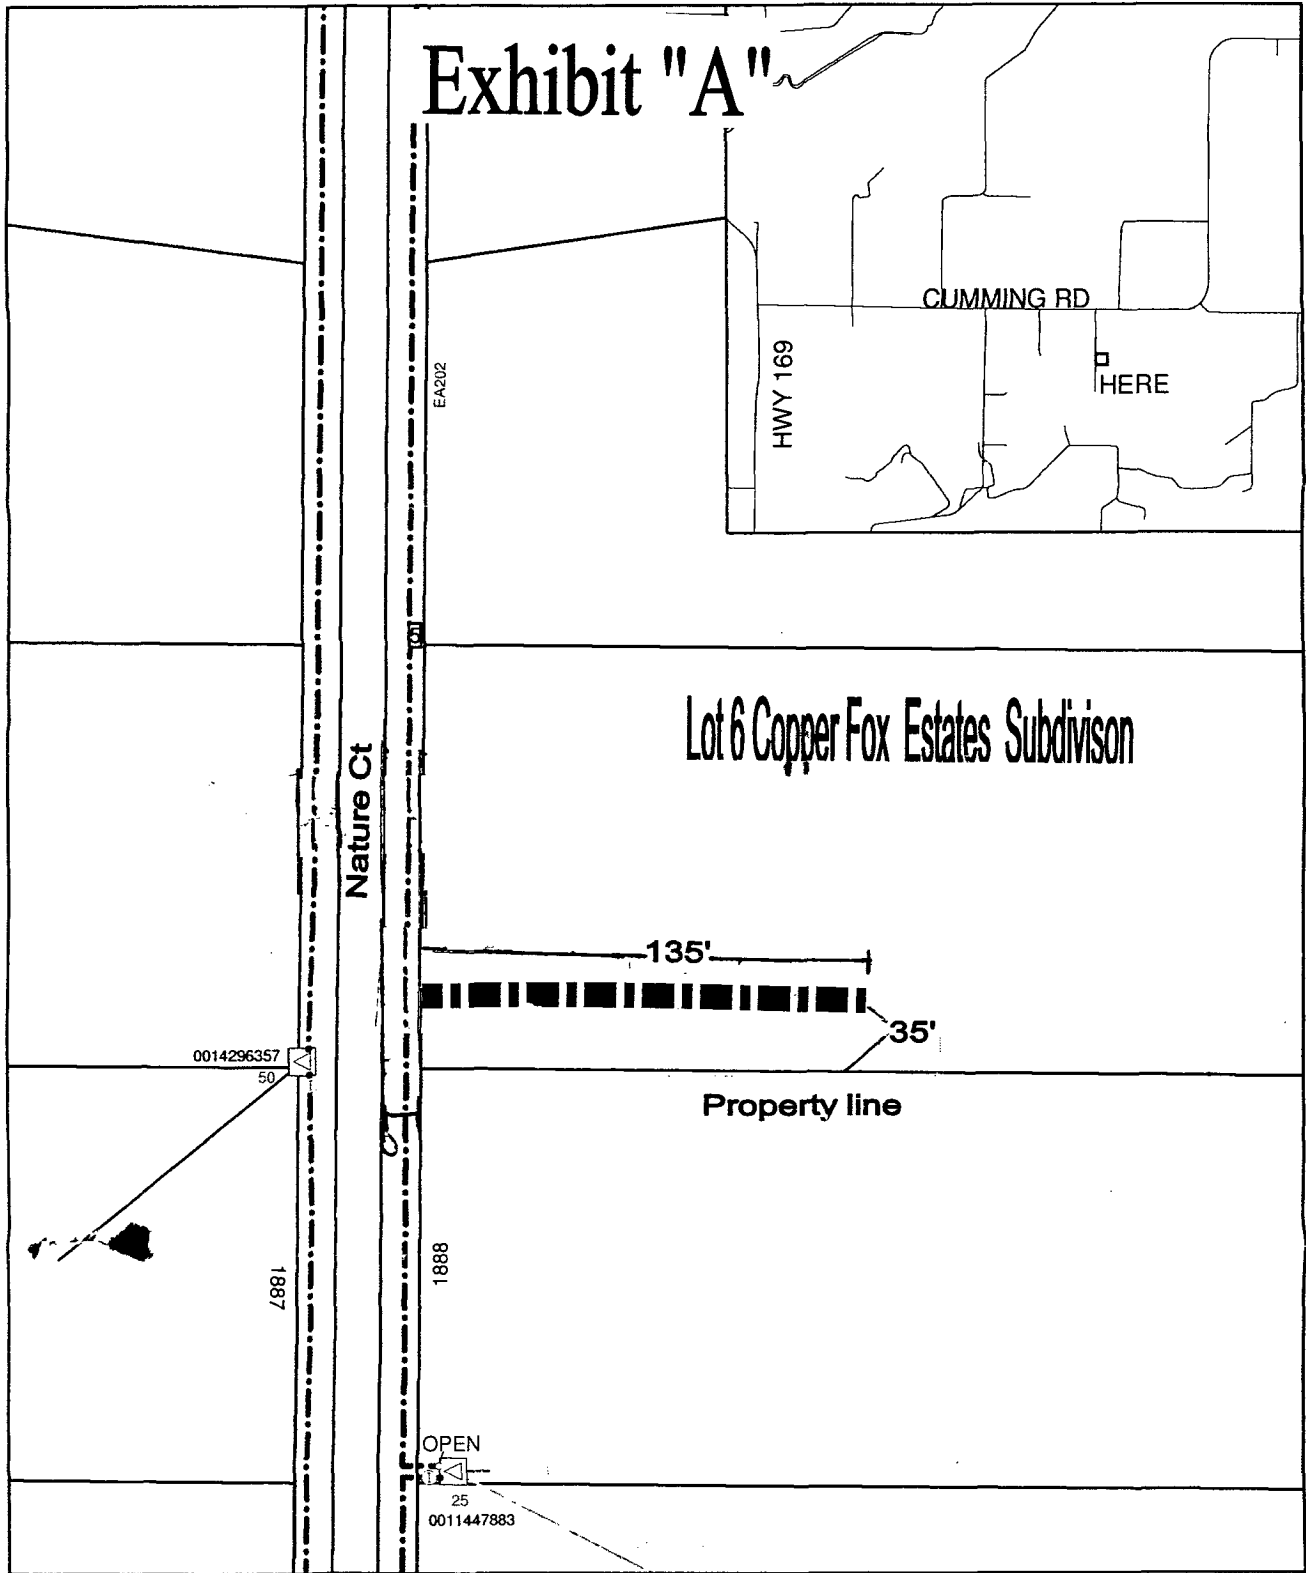 Exhibit "A"
CUMMING RD
HWY 169
HERE
EA202
5
Lot 6 Copper Fox Estates Subdivison
Nature Ct
135'
35'
0014296357
50
Property line
1887
1888
OPEN
25
0011447883